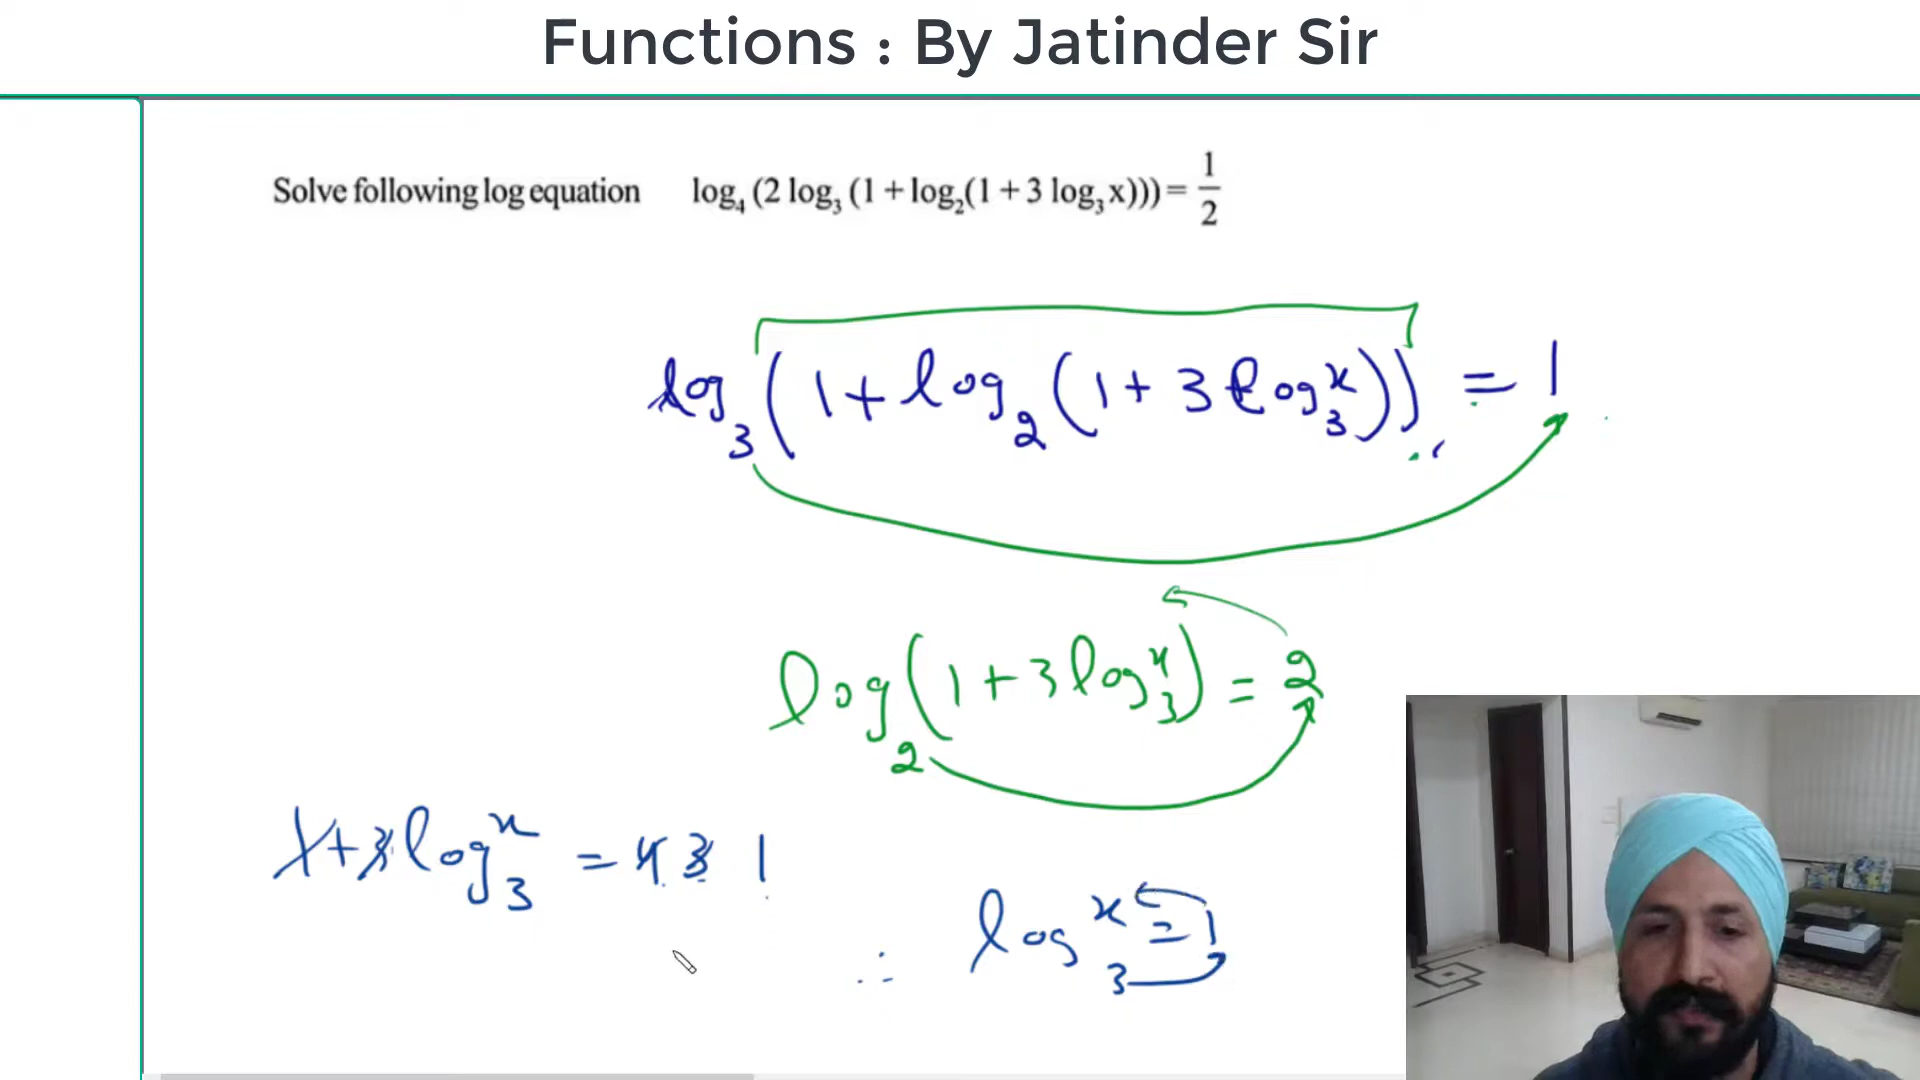 Functions : By Jatinder Sir
Solve following log equation log₄ (2 log₃ (1 + log₂(1 + 3 log₃ x))) = 1/2
log₃ (1 + log₂ (1 + 3 log₃ x)) = 1
log₂ (1 + 3 log₃ x) = 2
1 + 3 log₃ x = 4 3 1
∴ log₃ x = 1